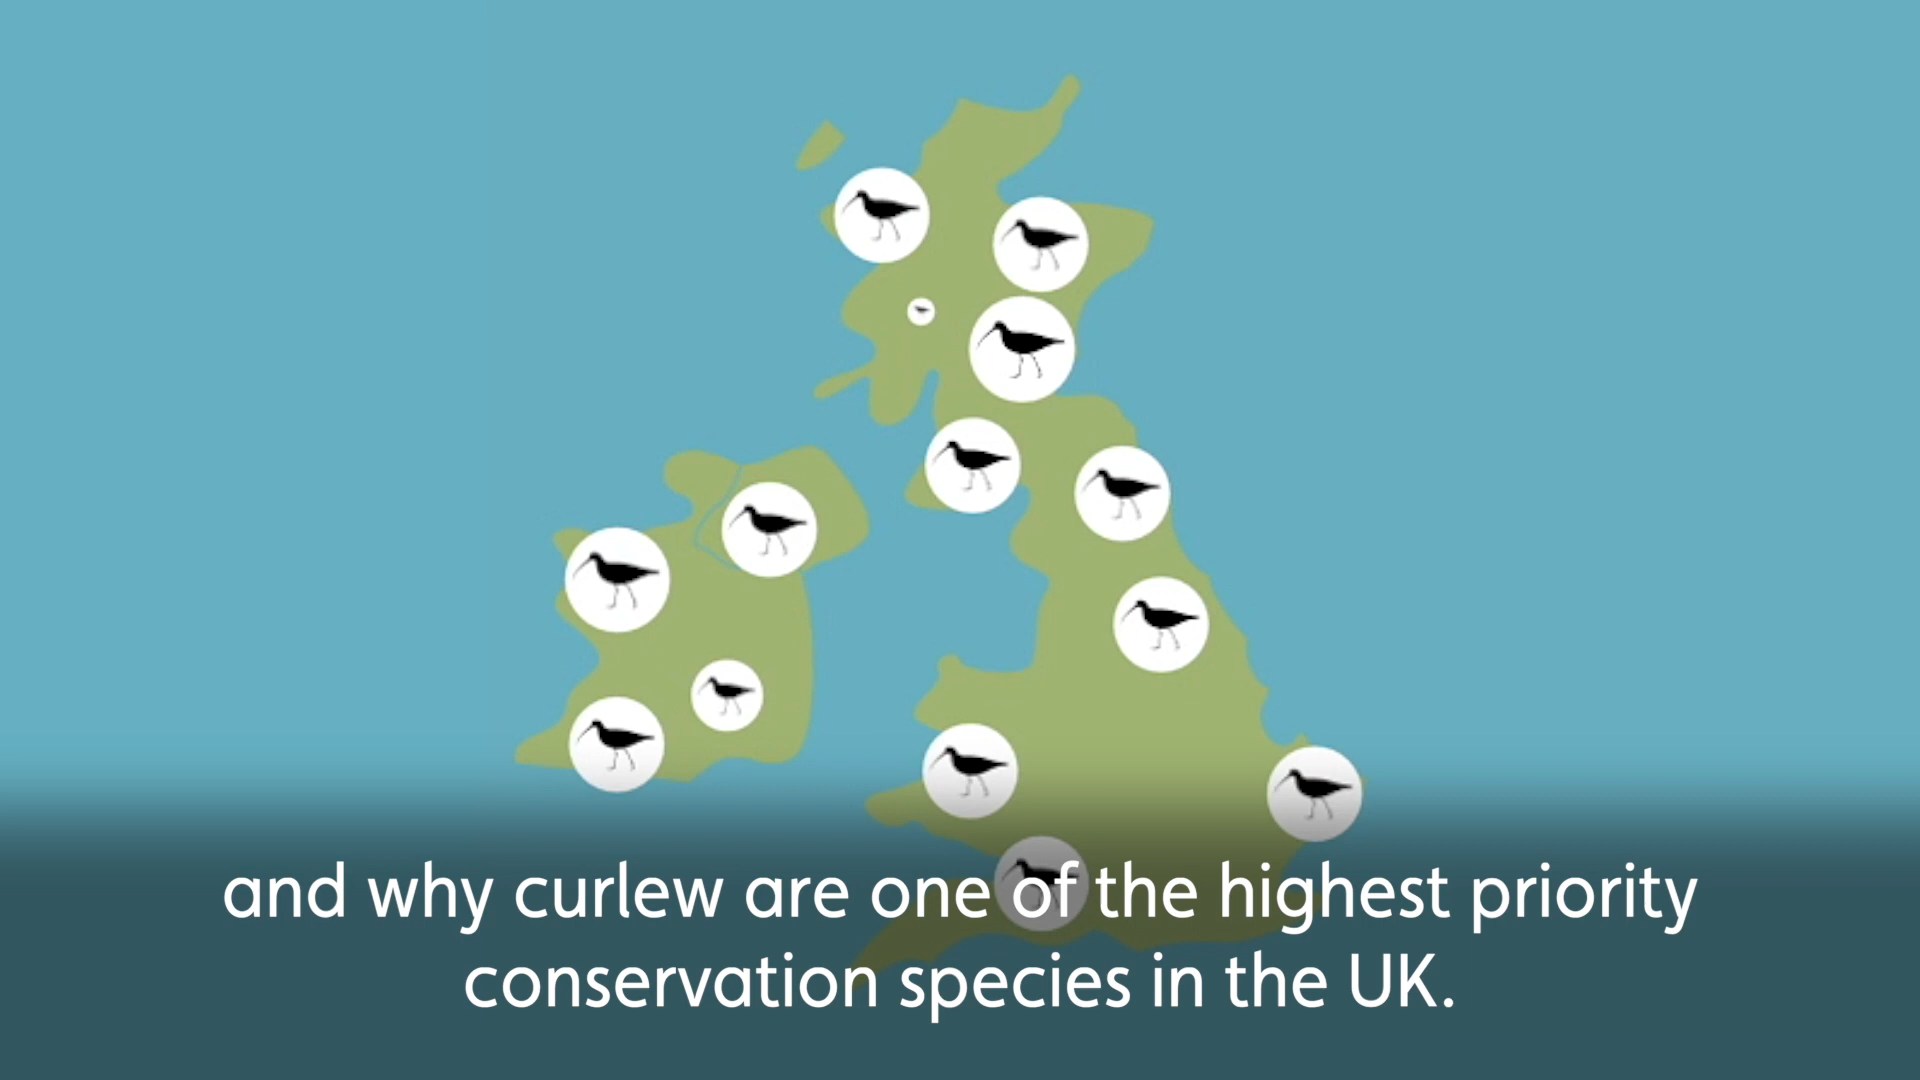 and why curlew are one of the highest priority
conservation species in the UK.